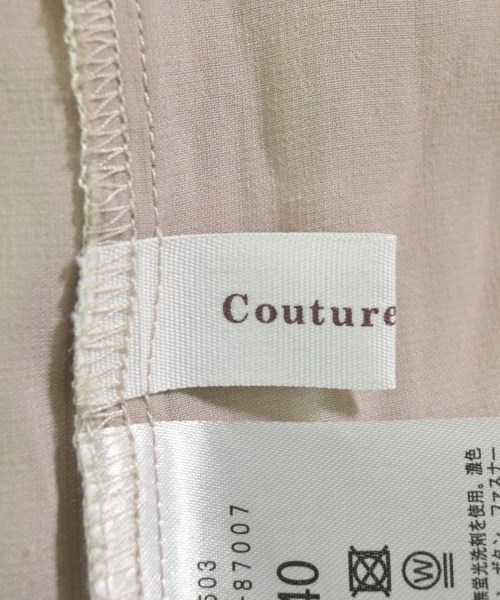 Couture
503
-87007
40
W
無蛍光洗剤を使用。濃色
ボタン、ファスナー